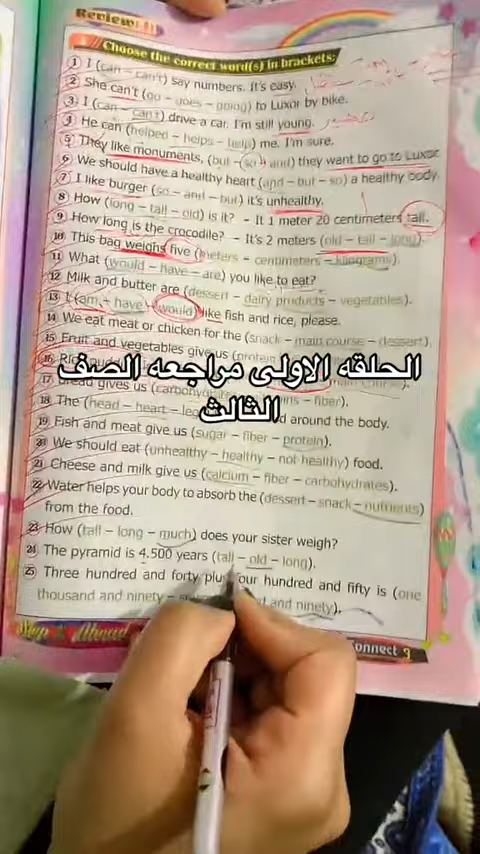 Review
Choose the correct word(s) in brackets:
1 I (can – can't) say numbers. It's easy.
2 She can't (go – goes – going) to Luxor by bike.
3 I (can – can't) drive a car. I'm still young.
4 He can (helped – helps – help) me. I'm sure.
5 They like monuments, (but – so – and) they want to go to Luxor.
6 We should have a healthy heart (and – but – so) a healthy body.
7 I like burger (so – and – but) it's unhealthy.
8 How (long – tall – old) is it? - It 1 meter 20 centimeters tall.
9 How long is the crocodile? - It's 2 meters (old – tall – long).
10 This bag weighs five (meters – centimeters – kilograms).
11 What (would – have – are) you like to eat?
12 Milk and butter are (dessert – dairy products – vegetables).
13 I (am – have – would) like fish and rice, please.
14 We eat meat or chicken for the (snack – main course – dessert).
15 Fruit and vegetables give us (protein
16 Rice
الحلقه الاولى مراجعه الصف
الثالث
17 Bread gives us (carbohydrates – fiber).
18 The (head – heart – d around the body.
19 Fish and meat give us (sugar – fiber – protein).
20 We should eat (unhealthy – healthy – not healthy) food.
21 Cheese and milk give us (calcium – fiber – carbohydrates).
22 Water helps your body to absorb the (dessert – snack – nutrients)
from the food.
23 How (tall – long – much) does your sister weigh?
24 The pyramid is 4.500 years (tall – old – long).
25 Three hundred and forty plus four hundred and fifty is (one
thousand and ninety – and ninety).
Step Ahead
Connect 3